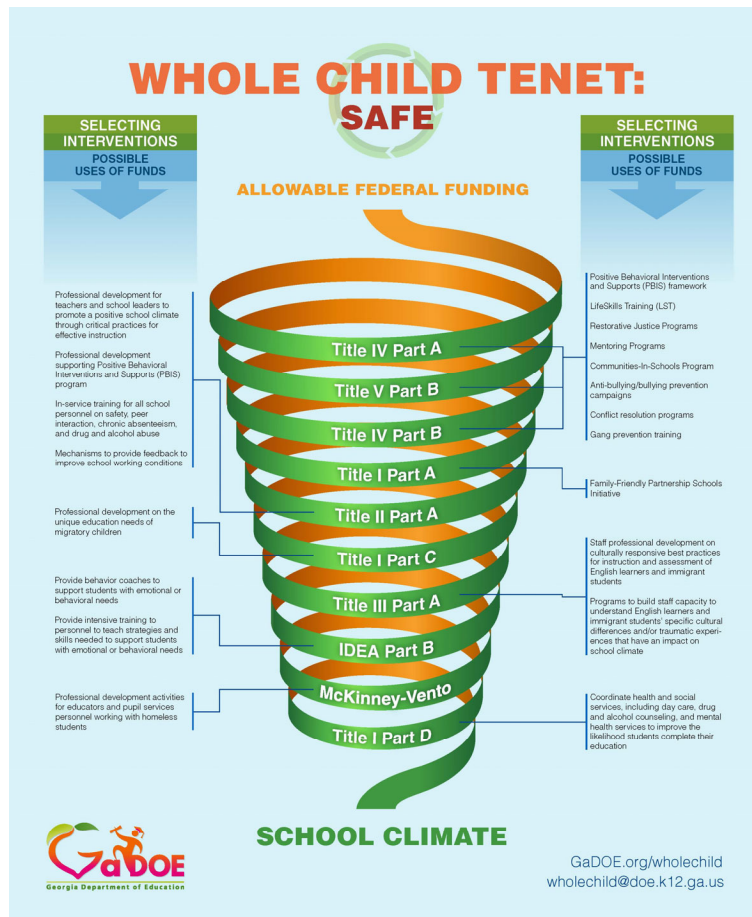 WHOLE CHILD TENET:
SAFE
SELECTING
INTERVENTIONS
POSSIBLE
USES OF FUNDS
SELECTING
INTERVENTIONS
POSSIBLE
USES OF FUNDS
ALLOWABLE FEDERAL FUNDING
Professional development for
teachers and school leaders to
promote a positive school climate
through critical practices for
effective instruction
Professional development
supporting Positive Behavioral
Interventions and Supports (PBIS)
program
In-service training for all school
personnel on safety, peer
interaction, chronic absenteeism,
and drug and alcohol abuse
Mechanisms to provide feedback to
improve school working conditions
Professional development on the
unique education needs of
migratory children
Provide behavior coaches to
support students with emotional or
behavioral needs
Provide intensive training to
personnel to teach strategies and
skills needed to support students
with emotional or behavioral needs
Professional development activities
for educators and pupil services
personnel working with homeless
students
Title IV Part A
Title V Part B
Title IV Part B
Title I Part A
Title II Part A
Title I Part C
Title III Part A
IDEA Part B
McKinney-Vento
Title I Part D
Positive Behavioral Interventions
and Supports (PBIS) framework
LifeSkills Training (LST)
Restorative Justice Programs
Mentoring Programs
Communities-In-Schools Program
Anti-bullying/bullying prevention
campaigns
Conflict resolution programs
Gang prevention training
Family-Friendly Partnership Schools
Initiative
Staff professional development on
culturally responsive best practices
for instruction and assessment of
English learners and immigrant
students
Programs to build staff capacity to
understand English learners and
immigrant students' specific cultural
differences and/or traumatic experi-
ences that have an impact on
school climate
Coordinate health and social
services, including day care, drug
and alcohol counseling, and mental
health services to improve the
likelihood students complete their
education
SCHOOL CLIMATE
GaDOE
Georgia Department of Education
GaDOE.org/wholechild
wholechild@doe.k12.ga.us